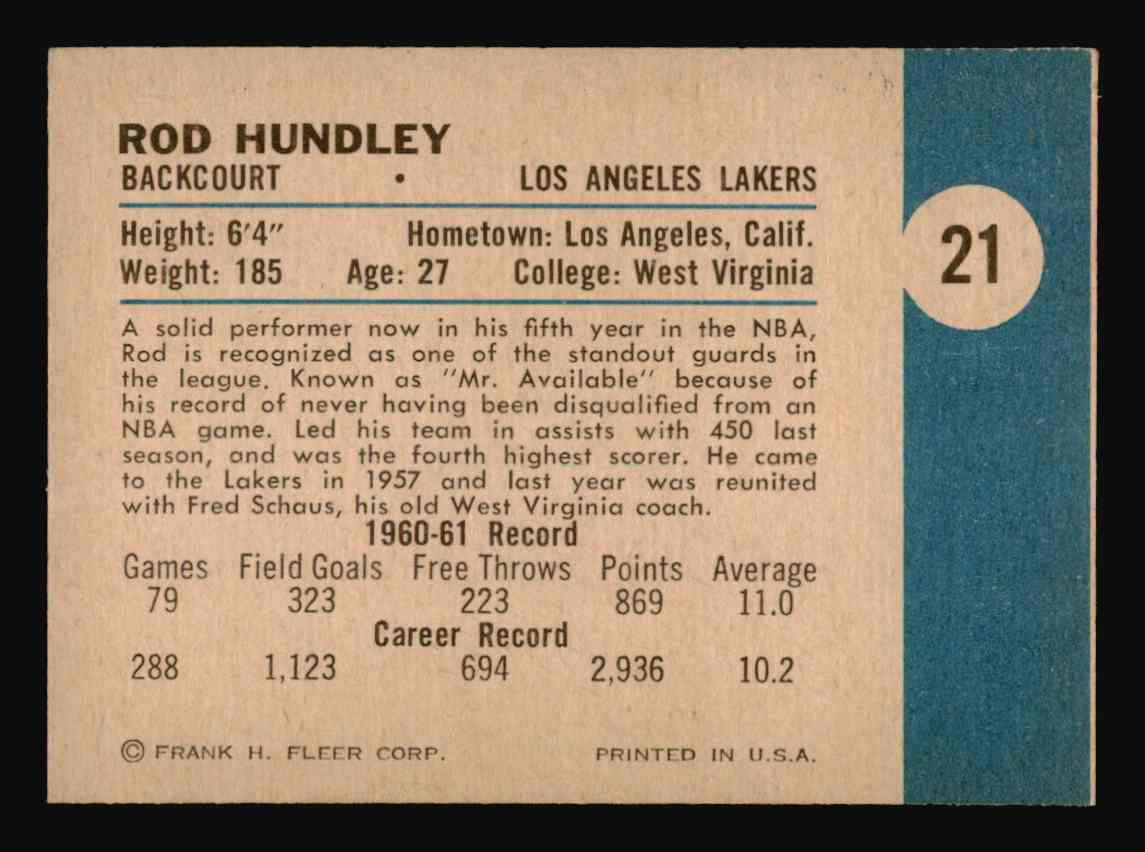 ROD HUNDLEY
BACKCOURT • LOS ANGELES LAKERS
Height: 6'4" Hometown: Los Angeles, Calif.
Weight: 185 Age: 27 College: West Virginia
21
A solid performer now in his fifth year in the NBA,
Rod is recognized as one of the standout guards in
the league. Known as "Mr. Available" because of
his record of never having been disqualified from an
NBA game. Led his team in assists with 450 last
season, and was the fourth highest scorer. He came
to the Lakers in 1957 and last year was reunited
with Fred Schaus, his old West Virginia coach.
1960-61 Record
Games Field Goals Free Throws Points Average
79 323 223 869 11.0
Career Record
288 1,123 694 2,936 10.2
© FRANK H. FLEER CORP. PRINTED IN U.S.A.